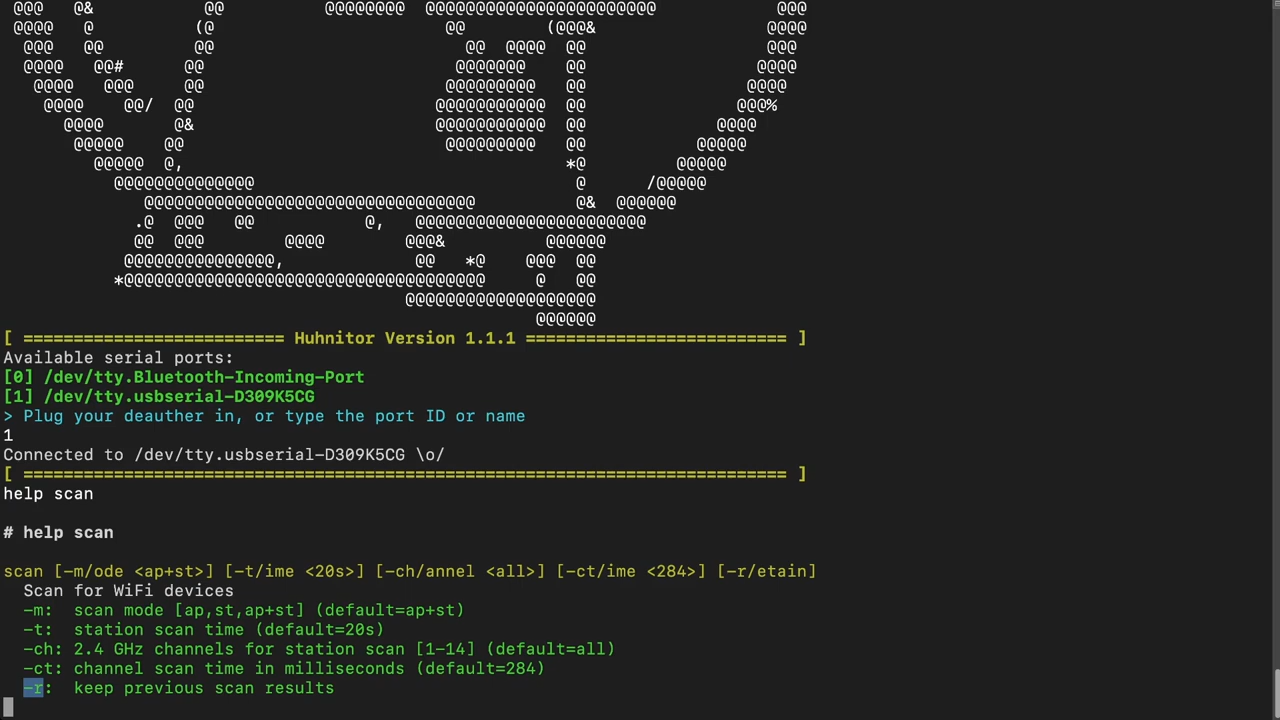 @@@   @&           @@          @@@@@@@@  @@@@@@@@@@@@@@@@@@@@@@@            @@@
@@@@   @          (@                       @@        (@@@&                 @@@@
@@@   @@         @@                         @@  @@@@  @@                  @@@
@@@@   @@#      @@                         @@@@@@@    @@                 @@@@
@@@@   @@@     @@                        @@@@@@@@@   @@                @@@@
@@@@    @@/  @@                         @@@@@@@@@@@  @@               @@@%
@@@@       @&                        @@@@@@@@@@@  @@             @@@@
@@@@@    @@                          @@@@@@@@@   @@           @@@@@
@@@@@  @,                                      *@         @@@@@
@@@@@@@@@@@@@@                                @      /@@@@@
@@@@@@@@@@@@@@@@@@@@@@@@@@@@@@@@@          @&  @@@@@@
.@  @@@   @@           @,   @@@@@@@@@@@@@@@@@@@@@@@
@@  @@@        @@@@        @@@&          @@@@@@
@@@@@@@@@@@@@@@,             @@   *@    @@@  @@
*@@@@@@@@@@@@@@@@@@@@@@@@@@@@@@@@@@@@     @   @@
@@@@@@@@@@@@@@@@@@@
@@@@@@
[ ========================== Huhnitor Version 1.1.1 ========================== ]
Available serial ports:
[0] /dev/tty.Bluetooth-Incoming-Port
[1] /dev/tty.usbserial-D309K5CG
> Plug your deauther in, or type the port ID or name
1
Connected to /dev/tty.usbserial-D309K5CG \o/
[ ============================================================================ ]
help scan
# help scan
scan [-m/ode <ap+st>] [-t/ime <20s>] [-ch/annel <all>] [-ct/ime <284>] [-r/etain]
Scan for WiFi devices
-m:  scan mode [ap,st,ap+st] (default=ap+st)
-t:  station scan time (default=20s)
-ch: 2.4 GHz channels for station scan [1-14] (default=all)
-ct: channel scan time in milliseconds (default=284)
-r:  keep previous scan results